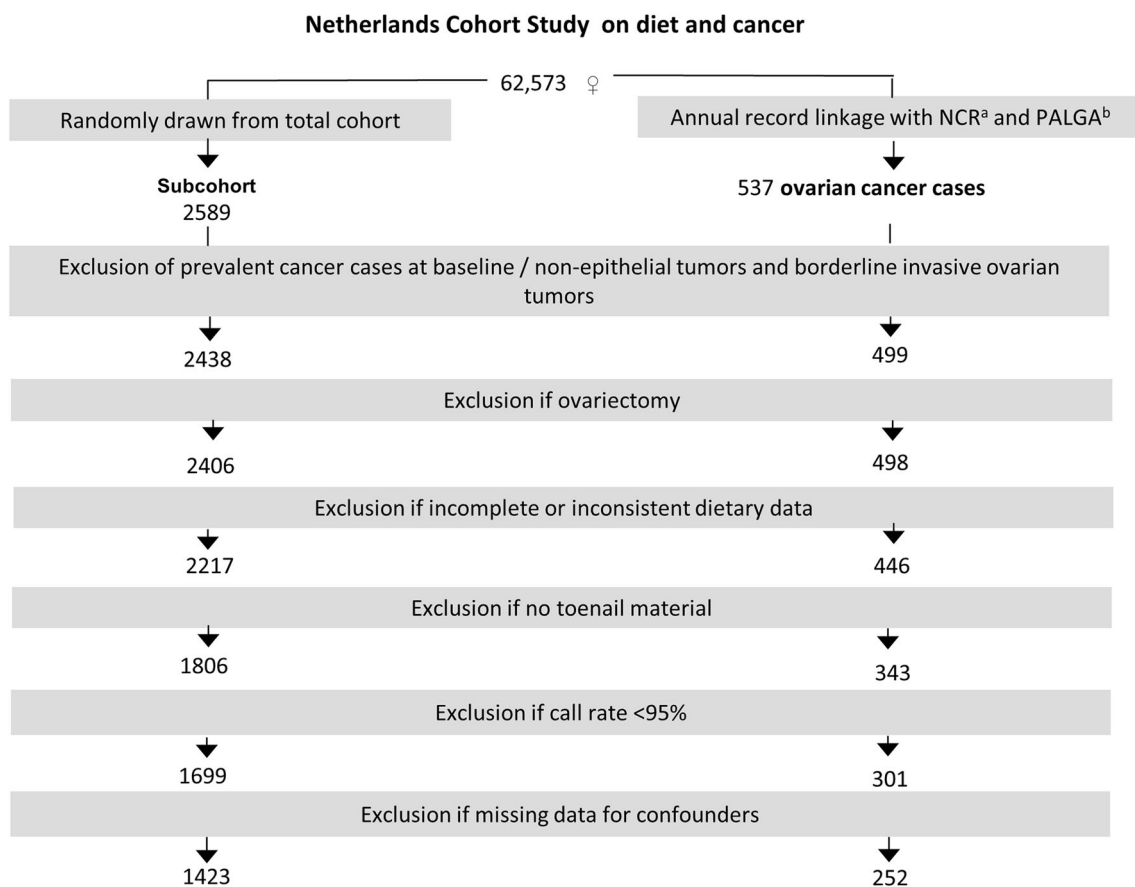 Netherlands Cohort Study on diet and cancer
62,573 ♀
Randomly drawn from total cohort
Annual record linkage with NCRᵃ and PALGAᵇ
Subcohort
2589
537 ovarian cancer cases
Exclusion of prevalent cancer cases at baseline / non-epithelial tumors and borderline invasive ovarian
tumors
2438
499
Exclusion if ovariectomy
2406
498
Exclusion if incomplete or inconsistent dietary data
2217
446
Exclusion if no toenail material
1806
343
Exclusion if call rate <95%
1699
301
Exclusion if missing data for confounders
1423
252